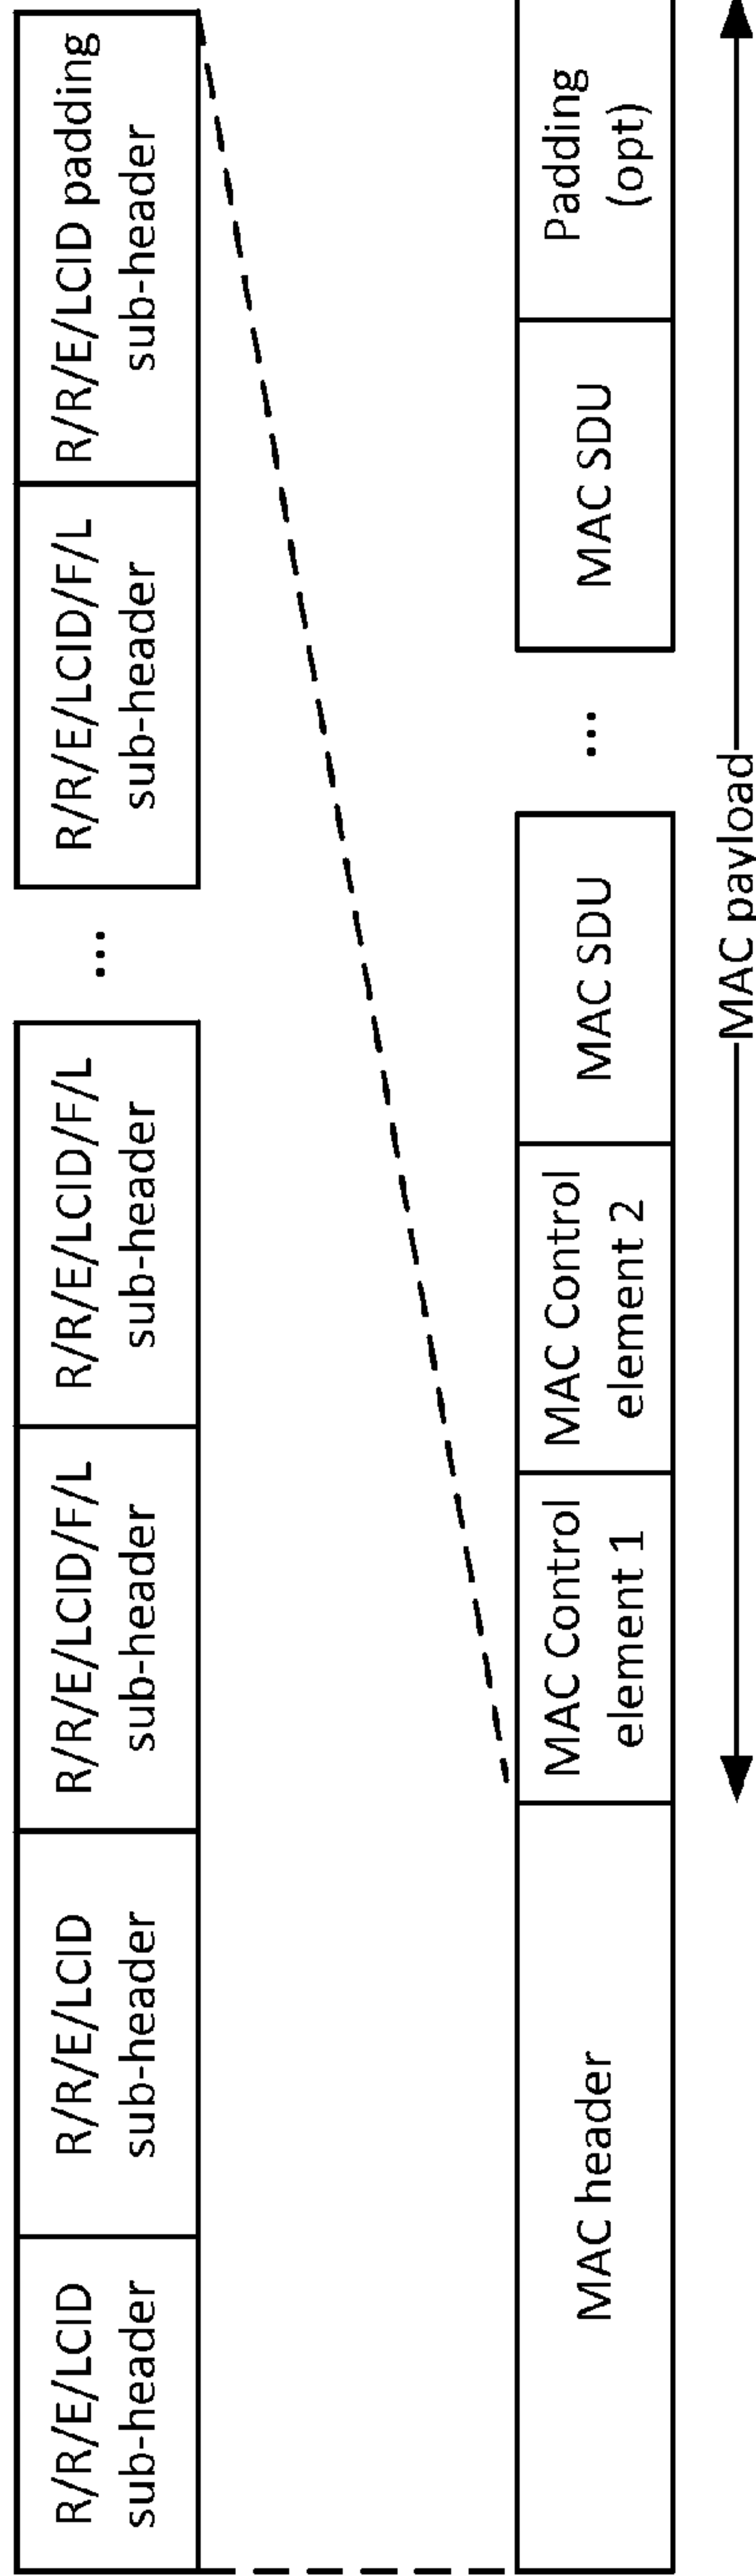 R/R/E/LCID
sub-header
R/R/E/LCID
sub-header
R/R/E/LCID/F/L
sub-header
R/R/E/LCID/F/L
sub-header
...
R/R/E/LCID/F/L
sub-header
R/R/E/LCID padding
sub-header
MAC header
MAC Control
element 1
MAC Control
element 2
MAC SDU
...
MAC SDU
Padding
(opt)
MAC payload